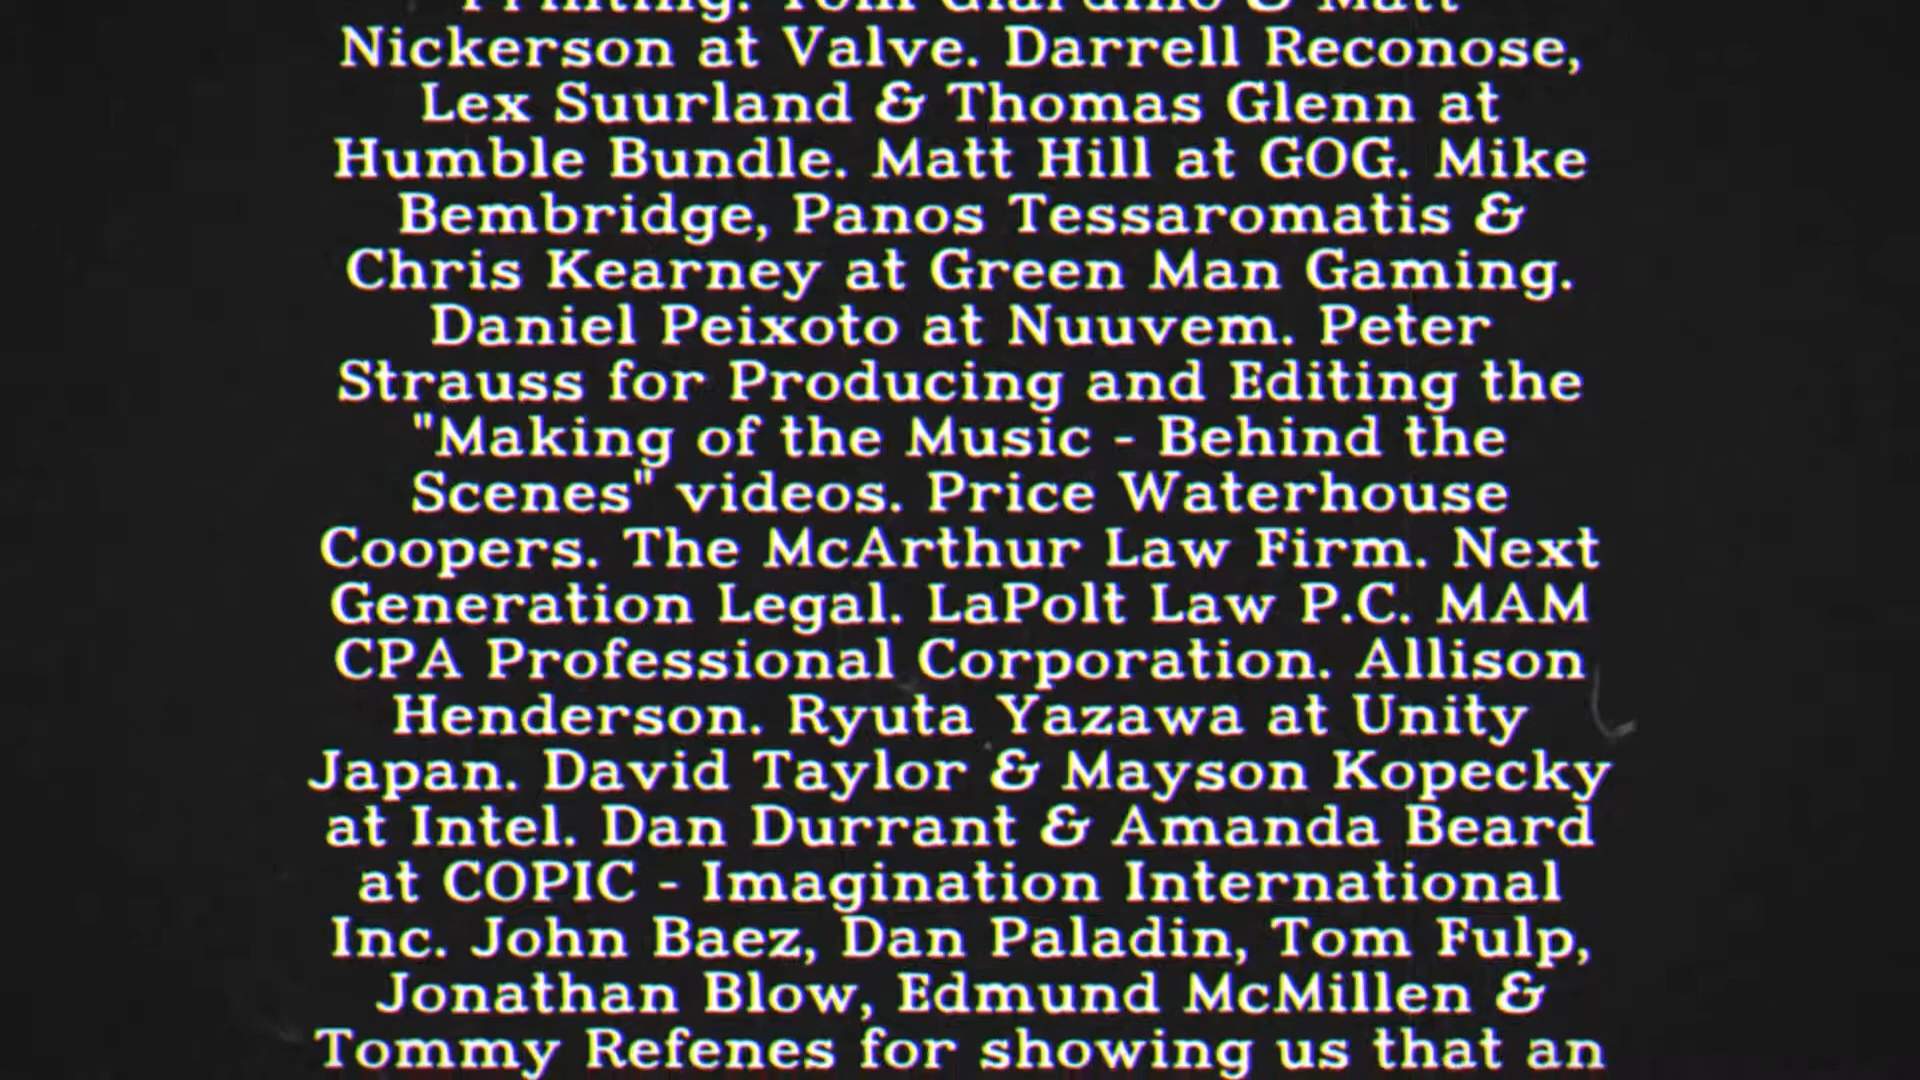 Printing. Tom Giardino & Matt
Nickerson at Valve. Darrell Reconose,
Lex Suurland & Thomas Glenn at
Humble Bundle. Matt Hill at GOG. Mike
Bembridge, Panos Tessaromatis &
Chris Kearney at Green Man Gaming.
Daniel Peixoto at Nuuvem. Peter
Strauss for Producing and Editing the
"Making of the Music - Behind the
Scenes" videos. Price Waterhouse
Coopers. The McArthur Law Firm. Next
Generation Legal. LaPolt Law P.C. MAM
CPA Professional Corporation. Allison
Henderson. Ryuta Yazawa at Unity
Japan. David Taylor & Mayson Kopecky
at Intel. Dan Durrant & Amanda Beard
at COPIC - Imagination International
Inc. John Baez, Dan Paladin, Tom Fulp,
Jonathan Blow, Edmund McMillen &
Tommy Refenes for showing us that an